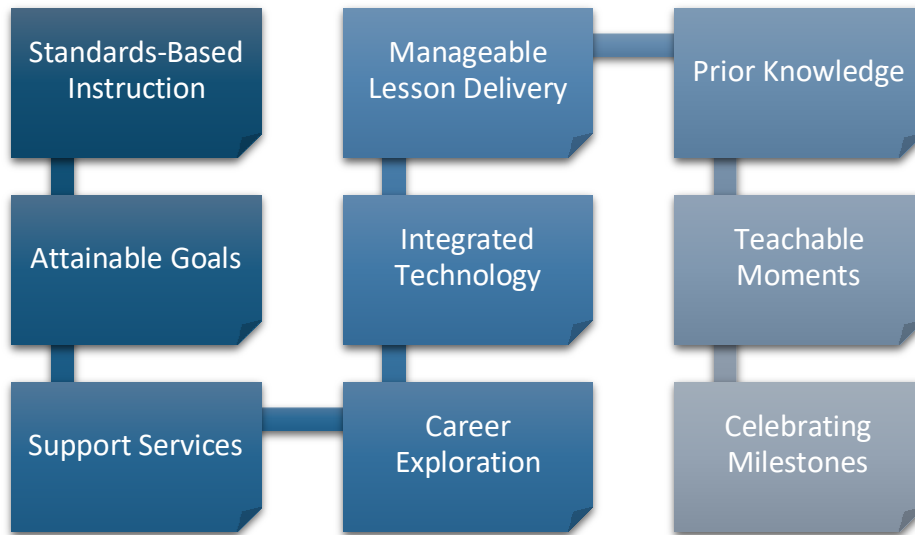 Standards-Based
Instruction
Attainable Goals
Support Services
Career
Exploration
Integrated
Technology
Manageable
Lesson Delivery
Prior Knowledge
Teachable
Moments
Celebrating
Milestones